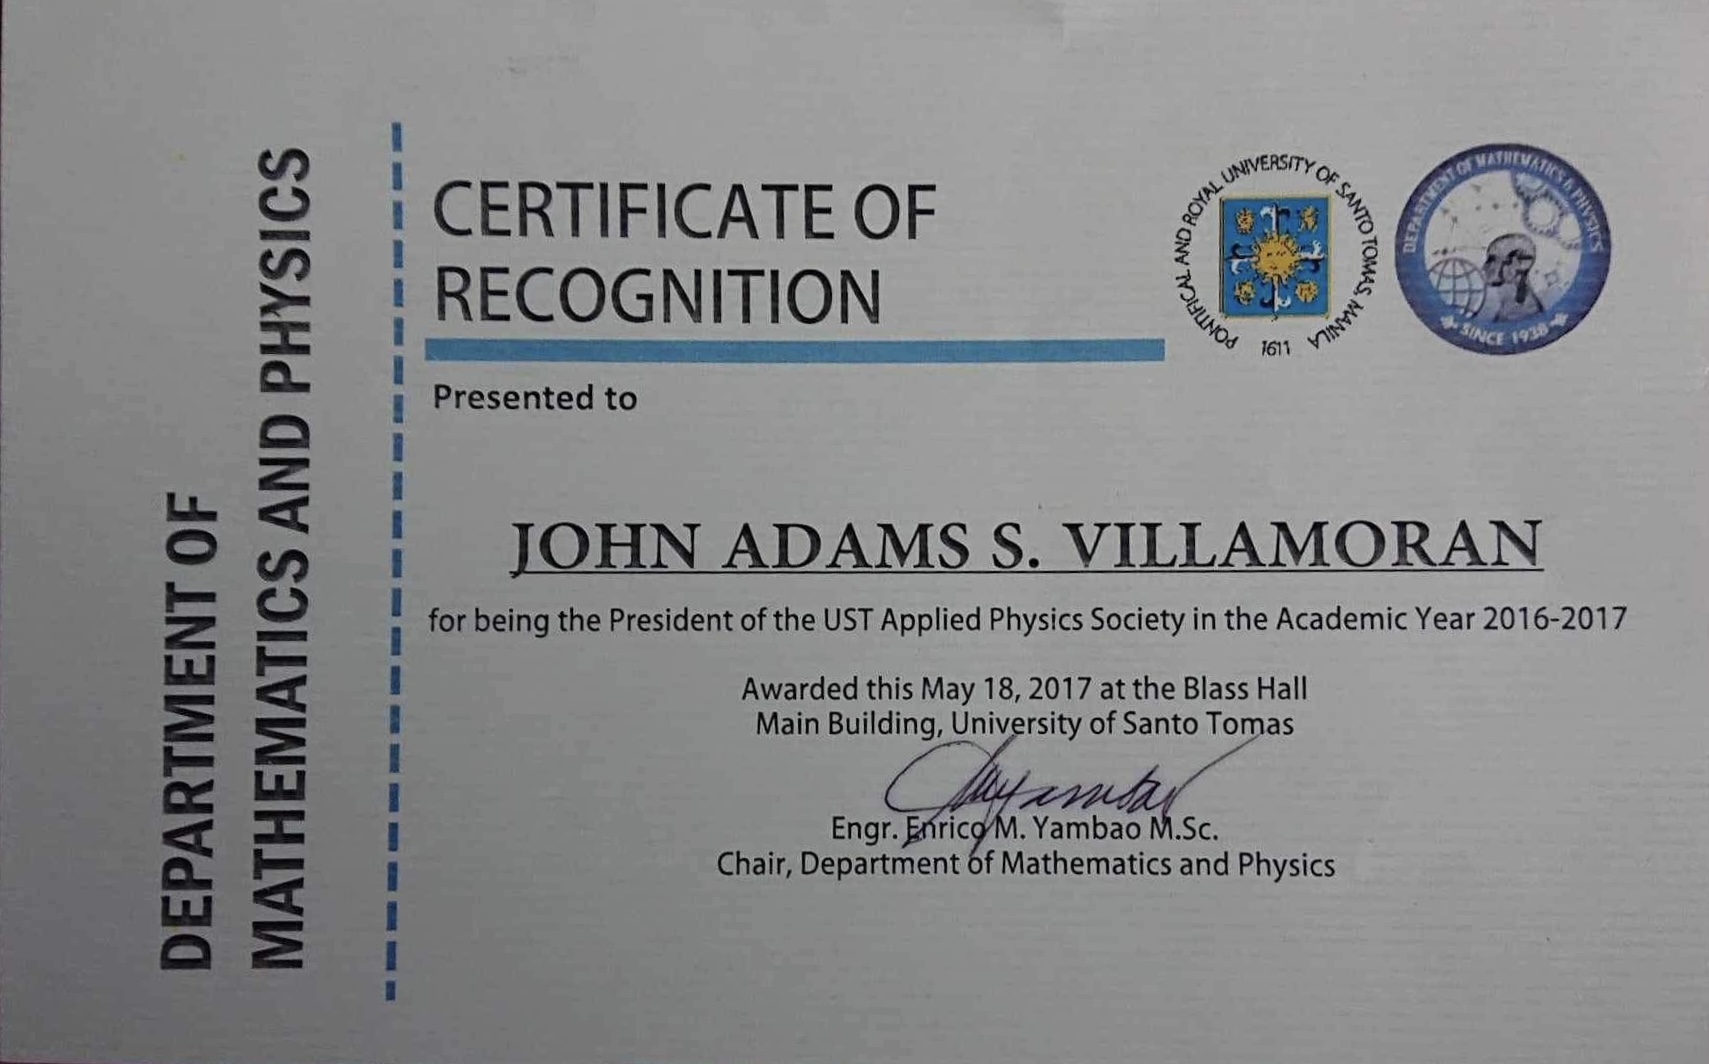 DEPARTMENT OF
MATHEMATICS AND PHYSICS
CERTIFICATE OF
RECOGNITION
PONTIFICAL AND ROYAL UNIVERSITY OF SANTO TOMAS, MANILA
1611
DEPARTMENT OF MATHEMATICS & PHYSICS
SINCE 1938
Presented to
JOHN ADAMS S. VILLAMORAN
for being the President of the UST Applied Physics Society in the Academic Year 2016-2017
Awarded this May 18, 2017 at the Blass Hall
Main Building, University of Santo Tomas
Engr. Enrico M. Yambao M.Sc.
Chair, Department of Mathematics and Physics